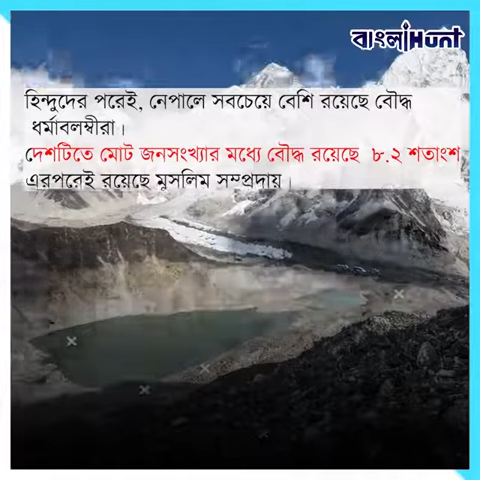 বাংলাHunt
হিন্দুদের পরেই, নেপালে সবচেয়ে বেশি রয়েছে বৌদ্ধ
ধর্মাবলম্বীরা।
দেশটিতে মোট জনসংখ্যার মধ্যে বৌদ্ধ রয়েছে ৮.২ শতাংশ
এরপরেই রয়েছে মুসলিম সম্প্রদায়।